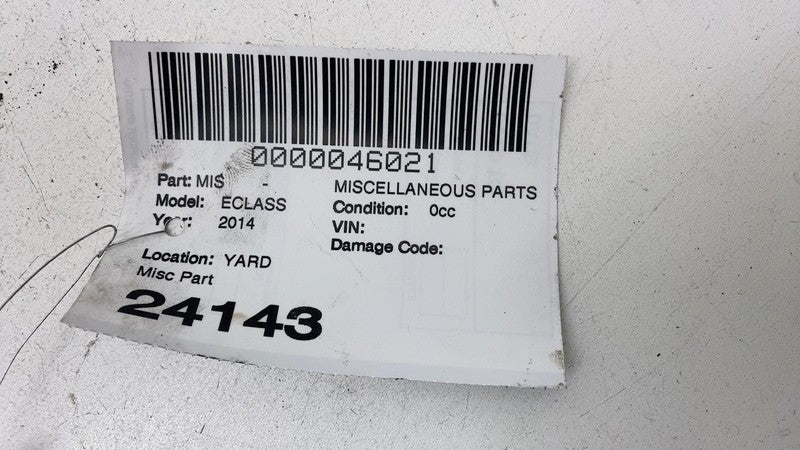 0000046021
Part: MIS - MISCELLANEOUS PARTS
Model: ECLASS Condition: 0cc
Year: 2014 VIN:
Damage Code:
Location: YARD
Misc Part
24143